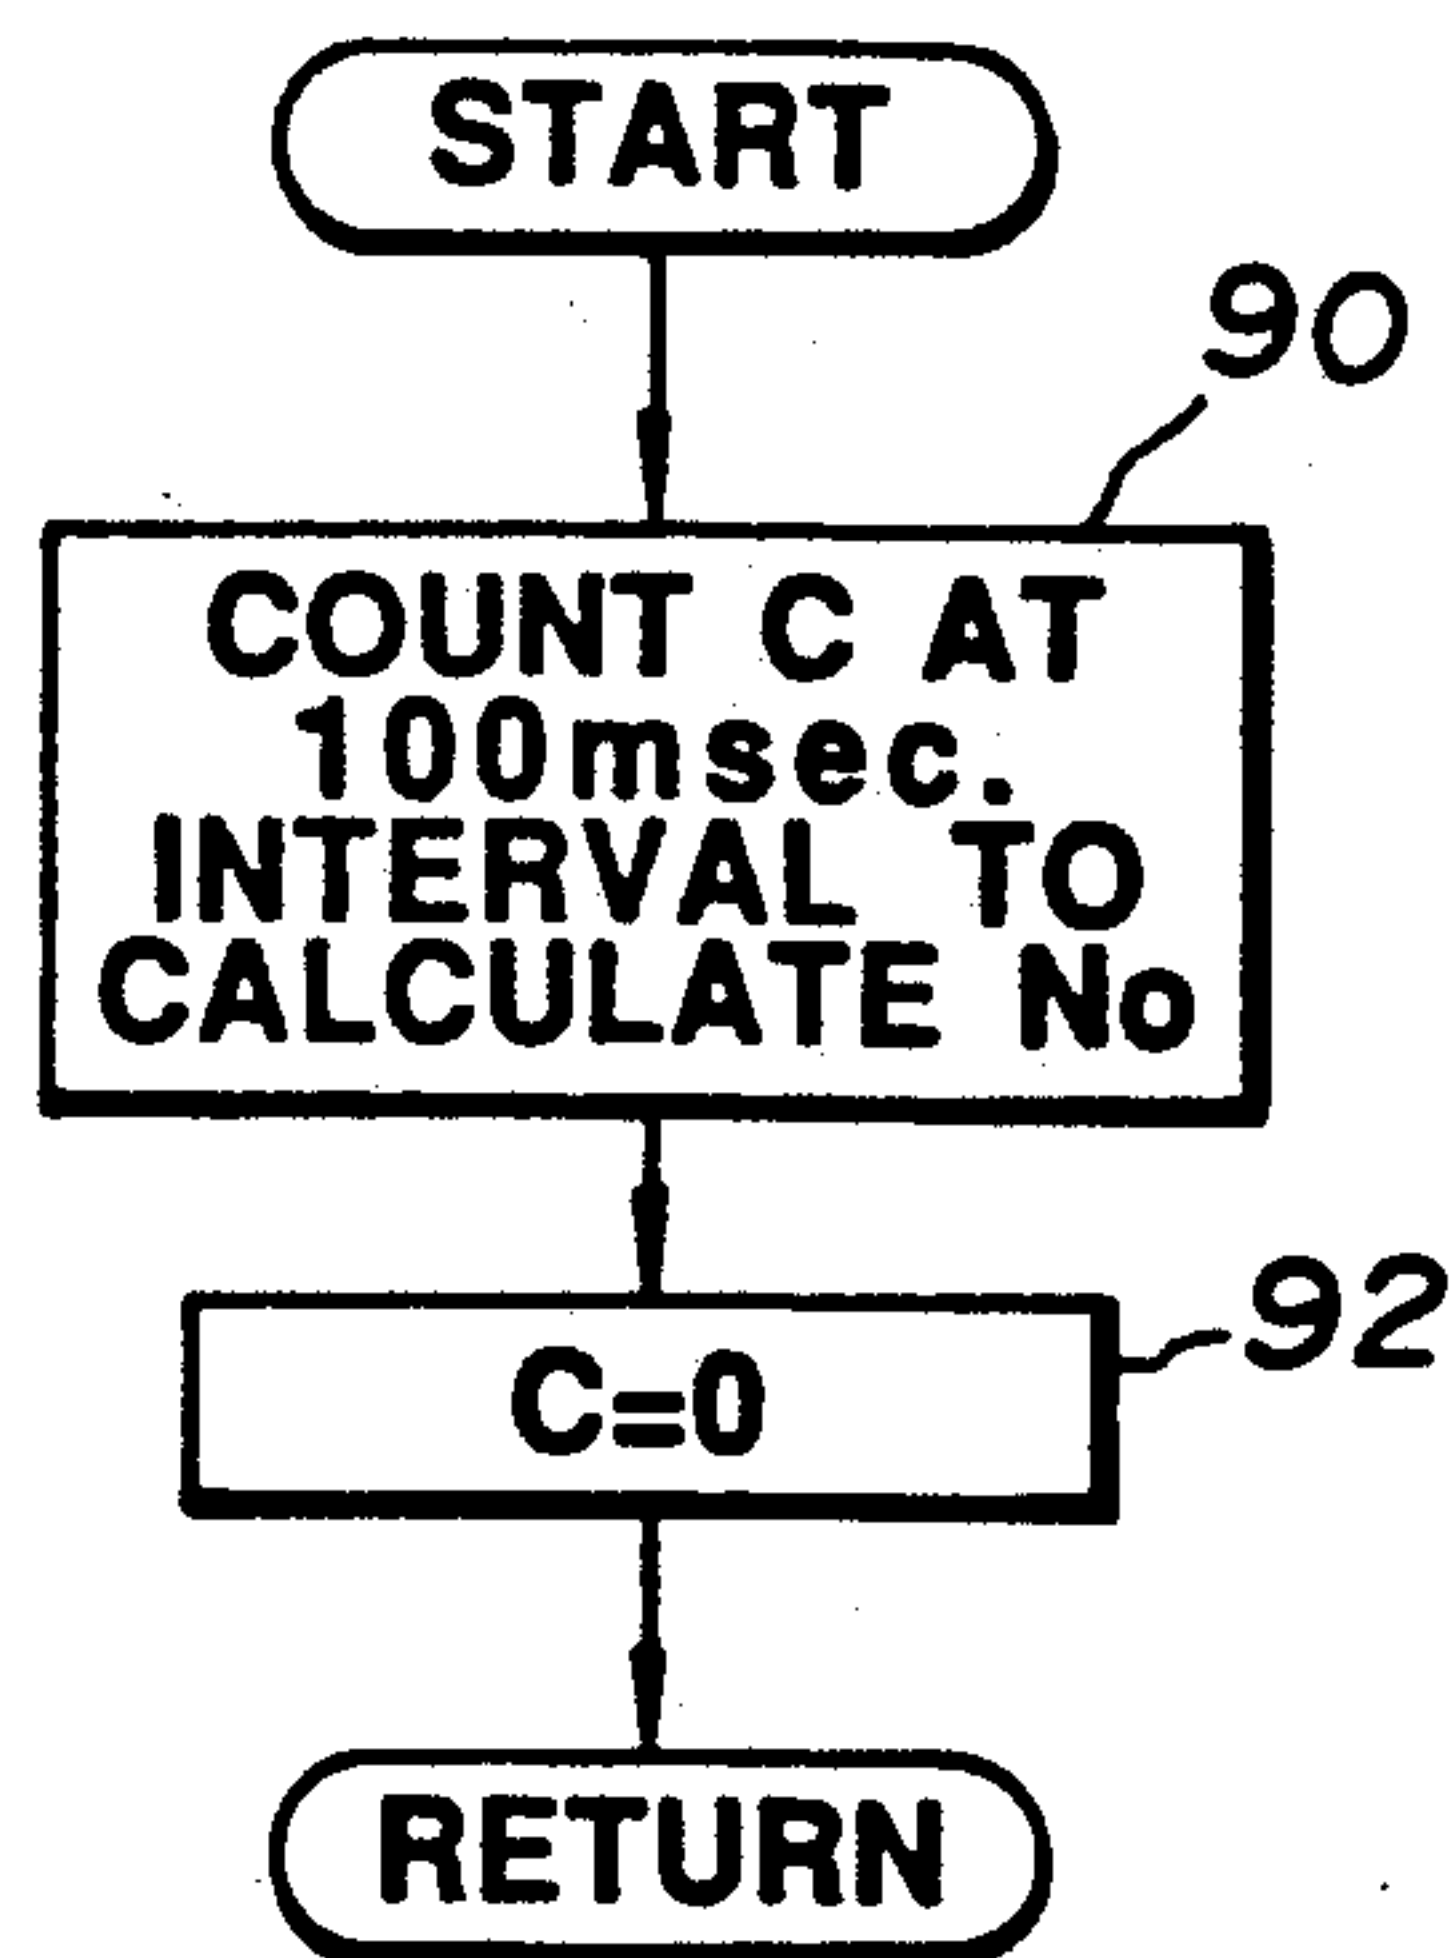 START
90
COUNT C AT
100msec.
INTERVAL TO
CALCULATE No
C=0
92
RETURN